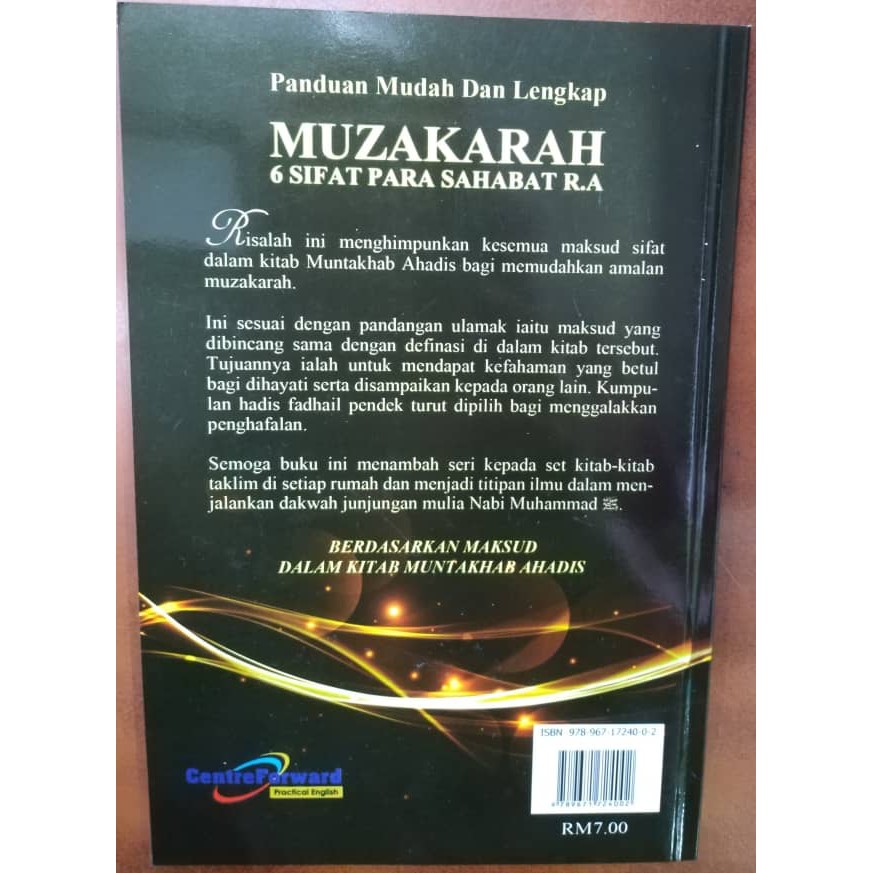 Panduan Mudah Dan Lengkap
MUZAKARAH
6 SIFAT PARA SAHABAT R.A
Risalah ini menghimpunkan kesemua maksud sifat
dalam kitab Muntakhab Ahadis bagi memudahkan amalan
muzakarah.
Ini sesuai dengan pandangan ulamak iaitu maksud yang
dibincang sama dengan definasi di dalam kitab tersebut.
Tujuannya ialah untuk mendapat kefahaman yang betul
bagi dihayati serta disampaikan kepada orang lain. Kumpu-
lan hadis fadhail pendek turut dipilih bagi menggalakkan
penghafalan.
Semoga buku ini menambah seri kepada set kitab-kitab
taklim di setiap rumah dan menjadi titipan ilmu dalam men-
jalankan dakwah junjungan mulia Nabi Muhammad ﷺ.
BERDASARKAN MAKSUD
DALAM KITAB MUNTAKHAB AHADIS
ISBN 978-967-17240-0-2
9 789671 724002
CentreForward
Practical English
RM7.00